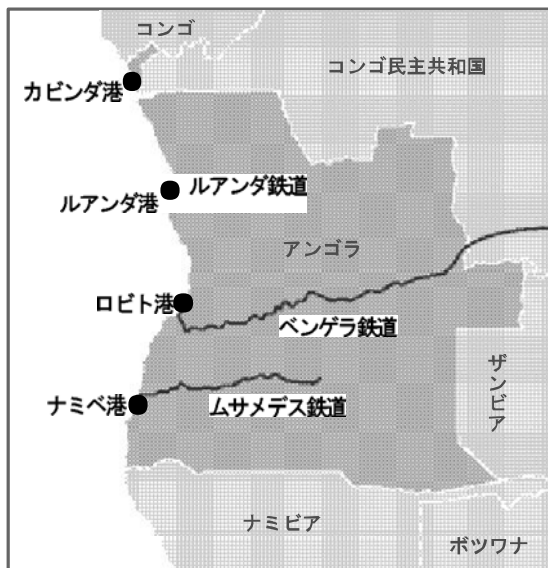 コンゴ
コンゴ民主共和国
カビンダ港
ルアンダ鉄道
ルアンダ港
アンゴラ
ロビト港
ベンゲラ鉄道
ザンビア
ナミベ港
ムサメデス鉄道
ナミビア
ボツワナ